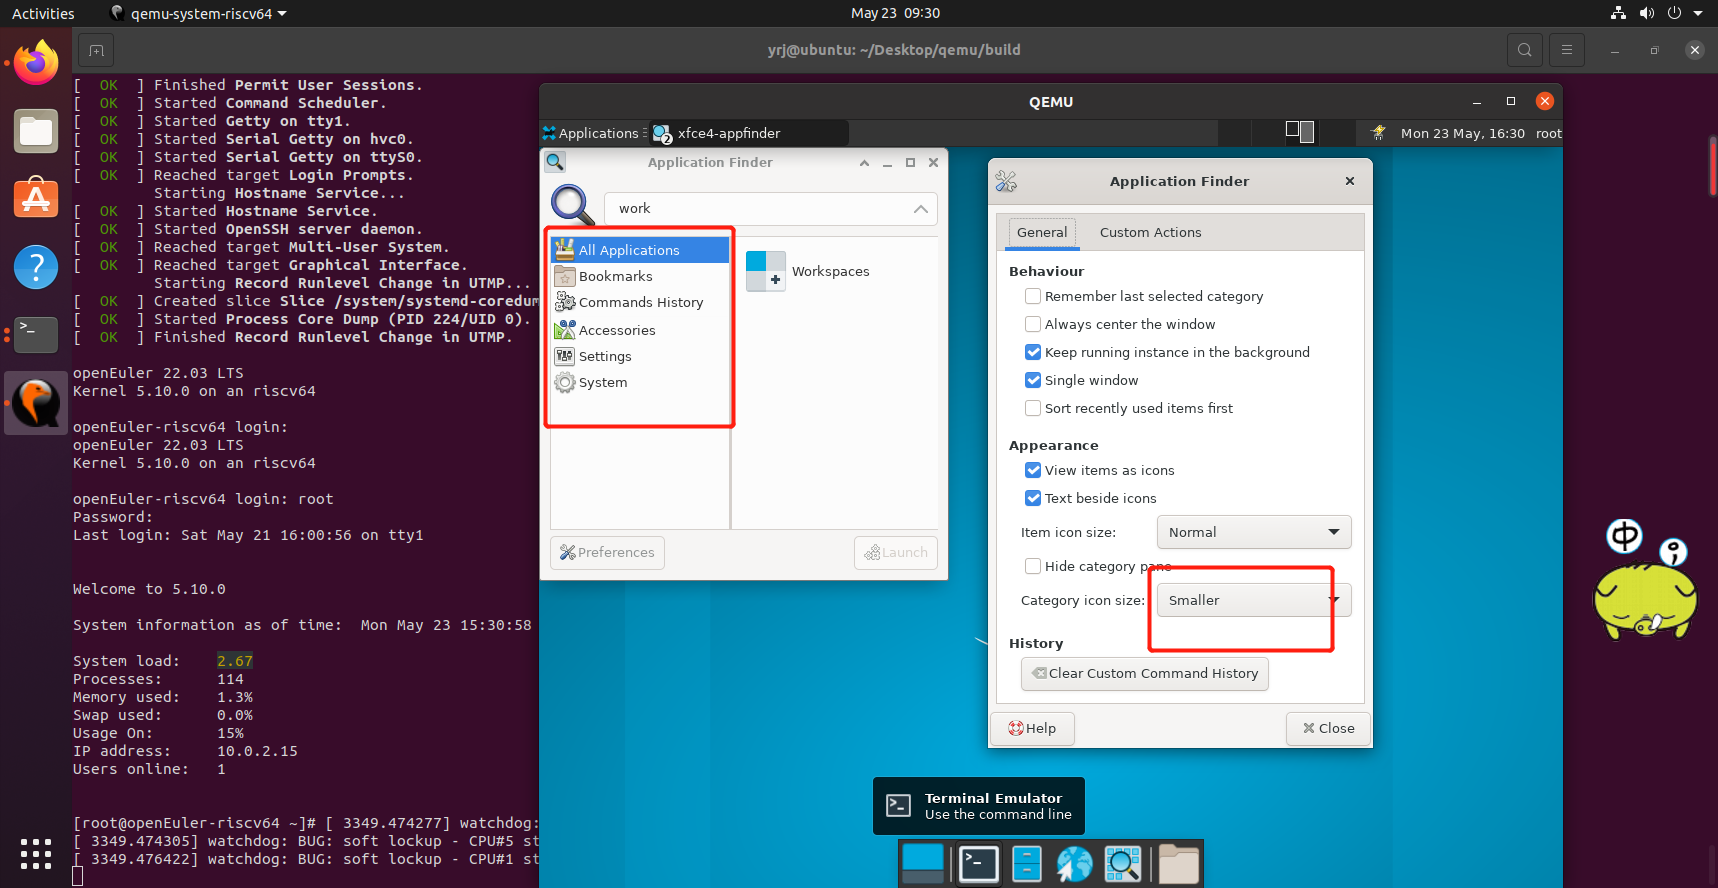 Activities
qemu-system-riscv64
May 23 09:30
yrj@ubuntu: ~/Desktop/qemu/build
[ OK ] Finished Permit User Sessions.
[ OK ] Started Command Scheduler.
[ OK ] Started Getty on tty1.
[ OK ] Started Serial Getty on hvc0.
[ OK ] Started Serial Getty on ttyS0.
[ OK ] Reached target Login Prompts.
Starting Hostname Service...
[ OK ] Started Hostname Service.
[ OK ] Started OpenSSH server daemon.
[ OK ] Reached target Multi-User System.
[ OK ] Reached target Graphical Interface.
Starting Record Runlevel Change in UTMP...
[ OK ] Created slice Slice /system/systemd-coredum
[ OK ] Started Process Core Dump (PID 224/UID 0).
[ OK ] Finished Record Runlevel Change in UTMP.
openEuler 22.03 LTS
Kernel 5.10.0 on an riscv64
openEuler-riscv64 login:
openEuler 22.03 LTS
Kernel 5.10.0 on an riscv64
openEuler-riscv64 login: root
Password:
Last login: Sat May 21 16:00:56 on tty1
Welcome to 5.10.0
System information as of time: Mon May 23 15:30:58
System load: 2.67
Processes: 114
Memory used: 1.3%
Swap used: 0.0%
Usage On: 15%
IP address: 10.0.2.15
Users online: 1
[root@openEuler-riscv64 ~]# [ 3349.474277] watchdog:
[ 3349.474305] watchdog: BUG: soft lockup - CPU#5 st
[ 3349.476422] watchdog: BUG: soft lockup - CPU#1 st
QEMU
Applications
2
xfce4-appfinder
Mon 23 May, 16:30
root
Application Finder
work
All Applications
Bookmarks
Commands History
Accessories
Settings
System
Workspaces
Preferences
Launch
Application Finder
General
Custom Actions
Behaviour
Remember last selected category
Always center the window
Keep running instance in the background
Single window
Sort recently used items first
Appearance
View items as icons
Text beside icons
Item icon size:
Normal
Hide category pane
Category icon size:
Smaller
History
Clear Custom Command History
Help
Close
Terminal Emulator
Use the command line
中